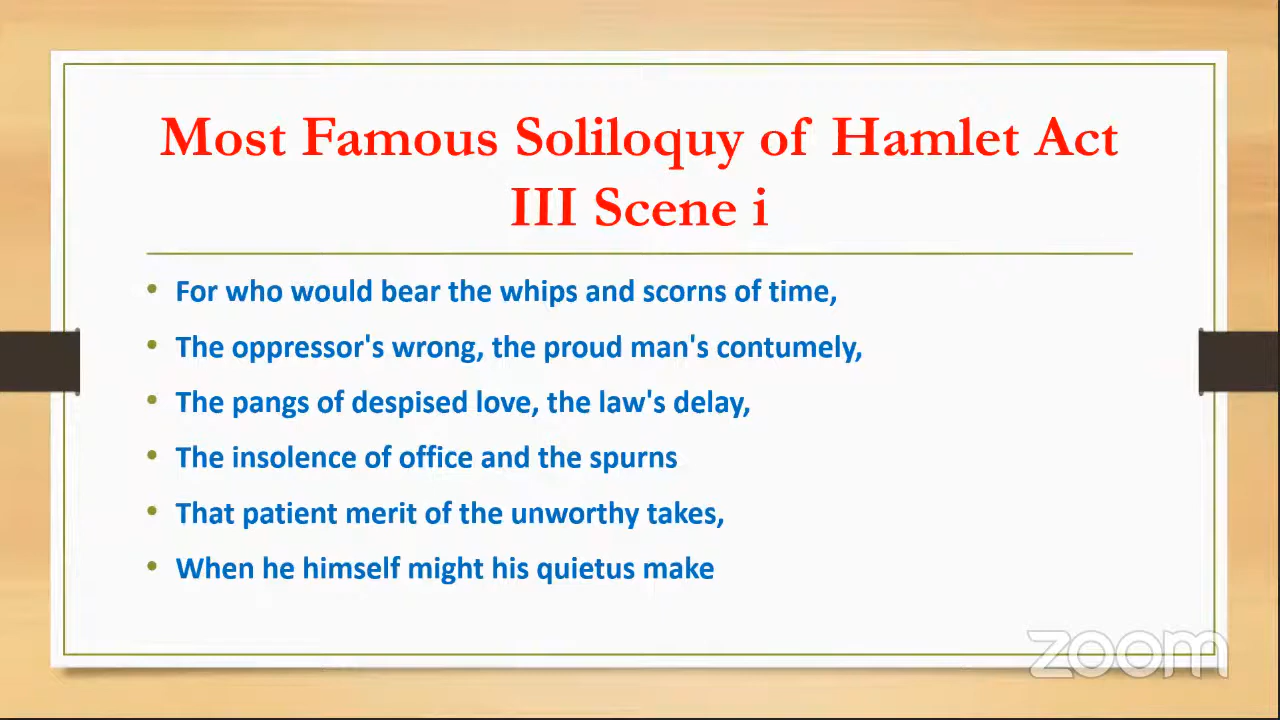 Most Famous Soliloquy of Hamlet Act
III Scene i
• For who would bear the whips and scorns of time,
• The oppressor's wrong, the proud man's contumely,
• The pangs of despised love, the law's delay,
• The insolence of office and the spurns
• That patient merit of the unworthy takes,
• When he himself might his quietus make
zoom